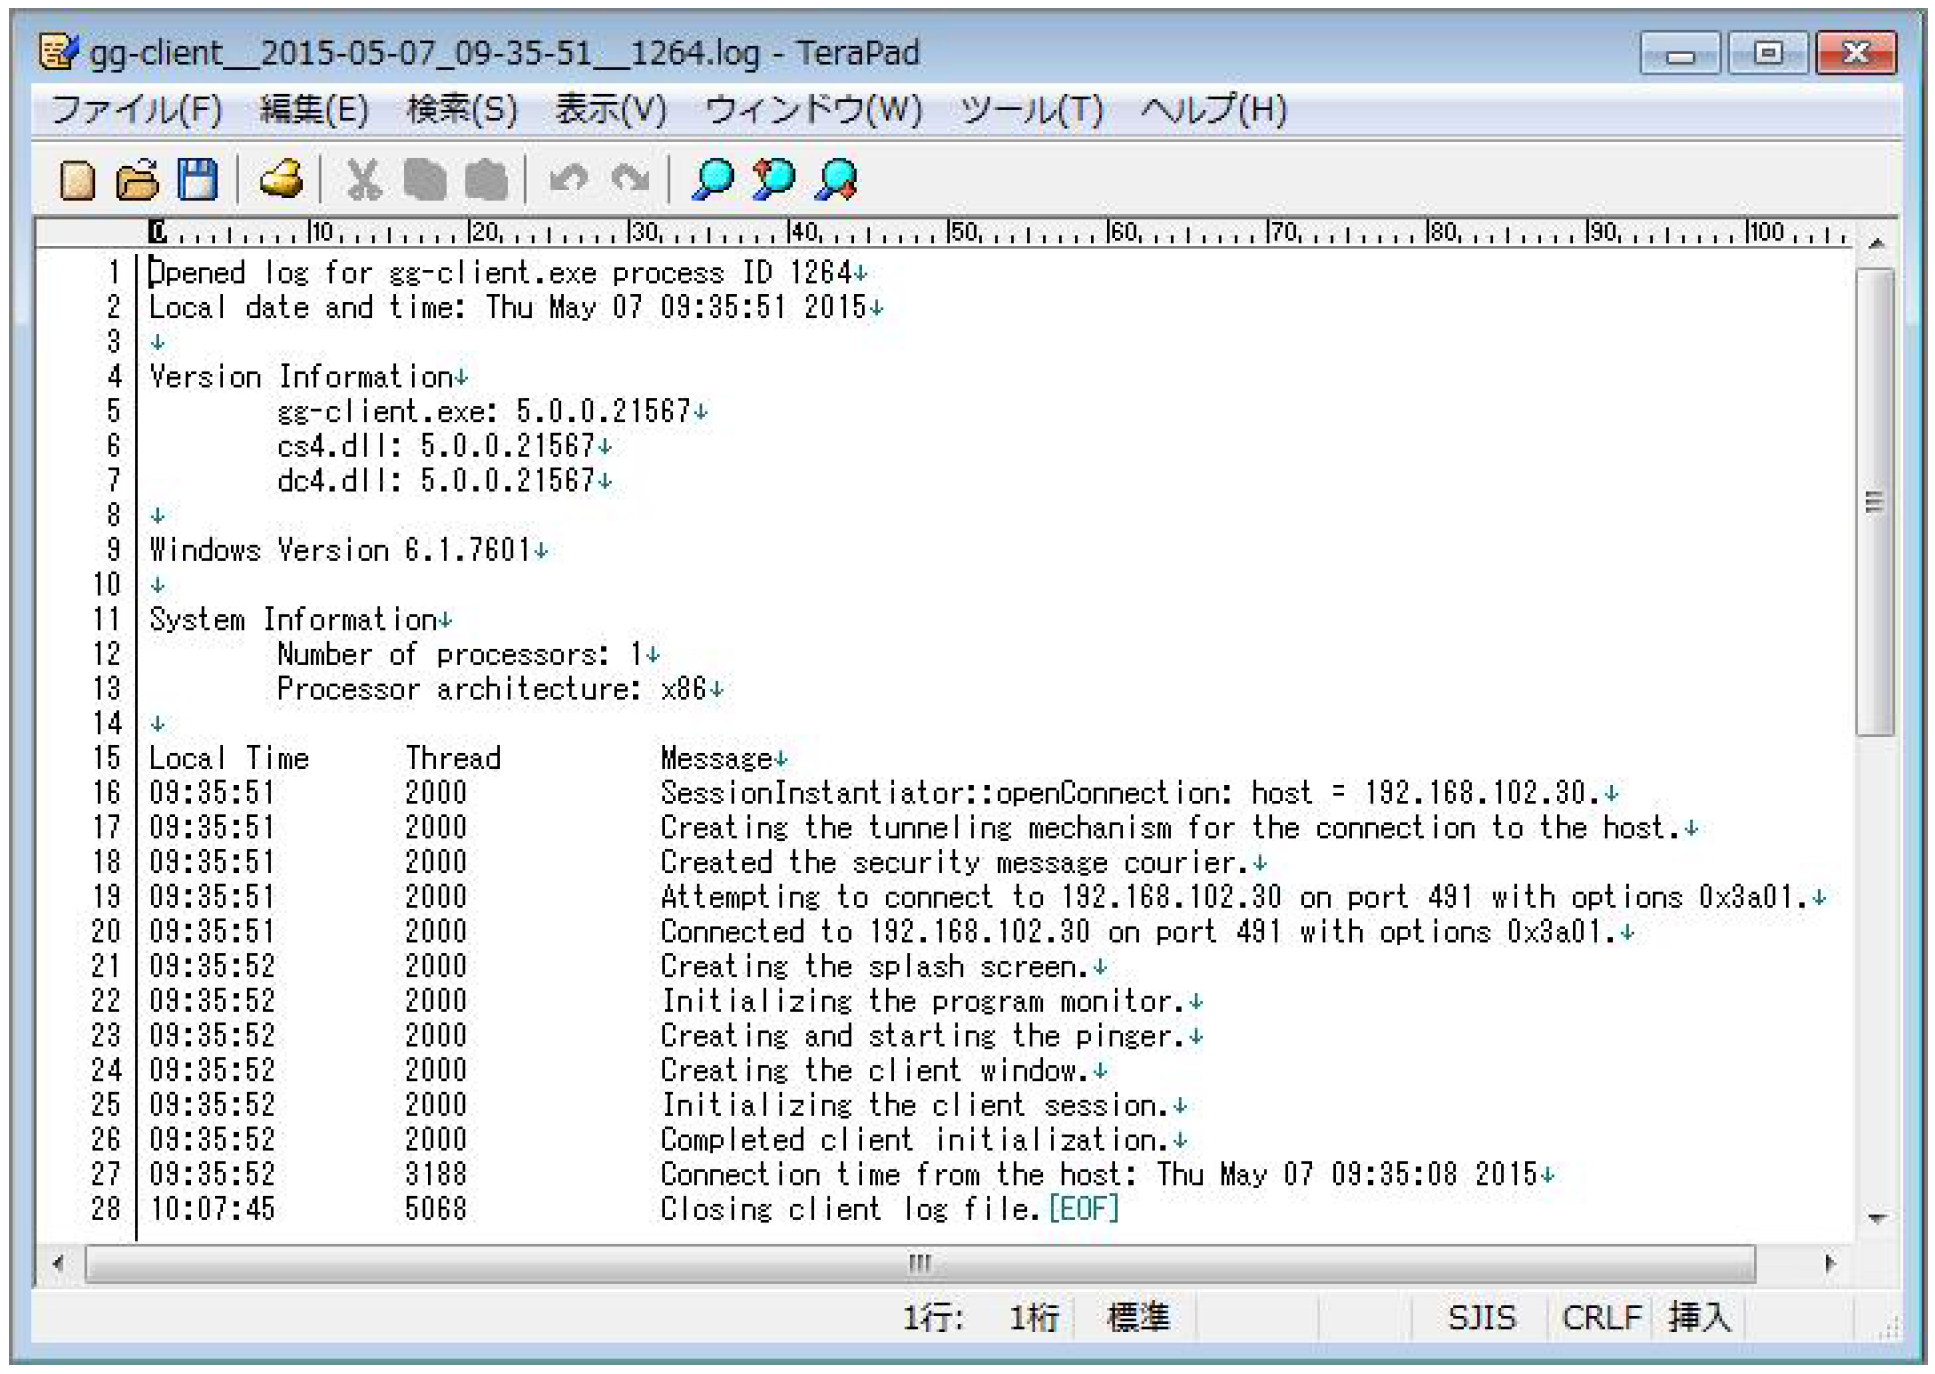 gg-client__2015-05-07_09-35-51__1264.log - TeraPad
ファイル(F) 編集(E) 検索(S) 表示(V) ウィンドウ(W) ツール(T) ヘルプ(H)
0 10 20 30 40 50 60 70 80 90 100
1 Opened log for gg-client.exe process ID 1264↓
2 Local date and time: Thu May 07 09:35:51 2015↓
3 ↓
4 Version Information↓
5 gg-client.exe: 5.0.0.21567↓
6 cs4.dll: 5.0.0.21567↓
7 dc4.dll: 5.0.0.21567↓
8 ↓
9 Windows Version 6.1.7601↓
10 ↓
11 System Information↓
12 Number of processors: 1↓
13 Processor architecture: x86↓
14 ↓
15 Local Time Thread Message↓
16 09:35:51 2000 SessionInstantiator::openConnection: host = 192.168.102.30.↓
17 09:35:51 2000 Creating the tunneling mechanism for the connection to the host.↓
18 09:35:51 2000 Created the security message courier.↓
19 09:35:51 2000 Attempting to connect to 192.168.102.30 on port 491 with options 0x3a01.↓
20 09:35:51 2000 Connected to 192.168.102.30 on port 491 with options 0x3a01.↓
21 09:35:52 2000 Creating the splash screen.↓
22 09:35:52 2000 Initializing the program monitor.↓
23 09:35:52 2000 Creating and starting the pinger.↓
24 09:35:52 2000 Creating the client window.↓
25 09:35:52 2000 Initializing the client session.↓
26 09:35:52 2000 Completed client initialization.↓
27 09:35:52 3188 Connection time from the host: Thu May 07 09:35:08 2015↓
28 10:07:45 5068 Closing client log file.[EOF]
1行: 1桁 標準 SJIS CRLF 挿入